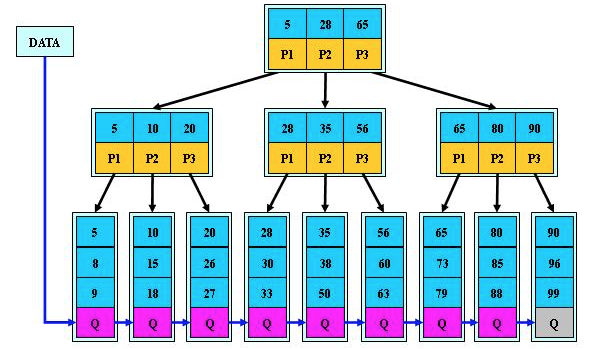 5 28 65
DATA
P1 P2 P3
5 10 20
28 35 56
65 80 90
P1 P2 P3
P1 P2 P3
P1 P2 P3
5 10 20 28 35 56 65 80 90
8 15 26 30 38 60 73 85 96
9 18 27 33 50 63 79 88 99
Q Q Q Q Q Q Q Q Q